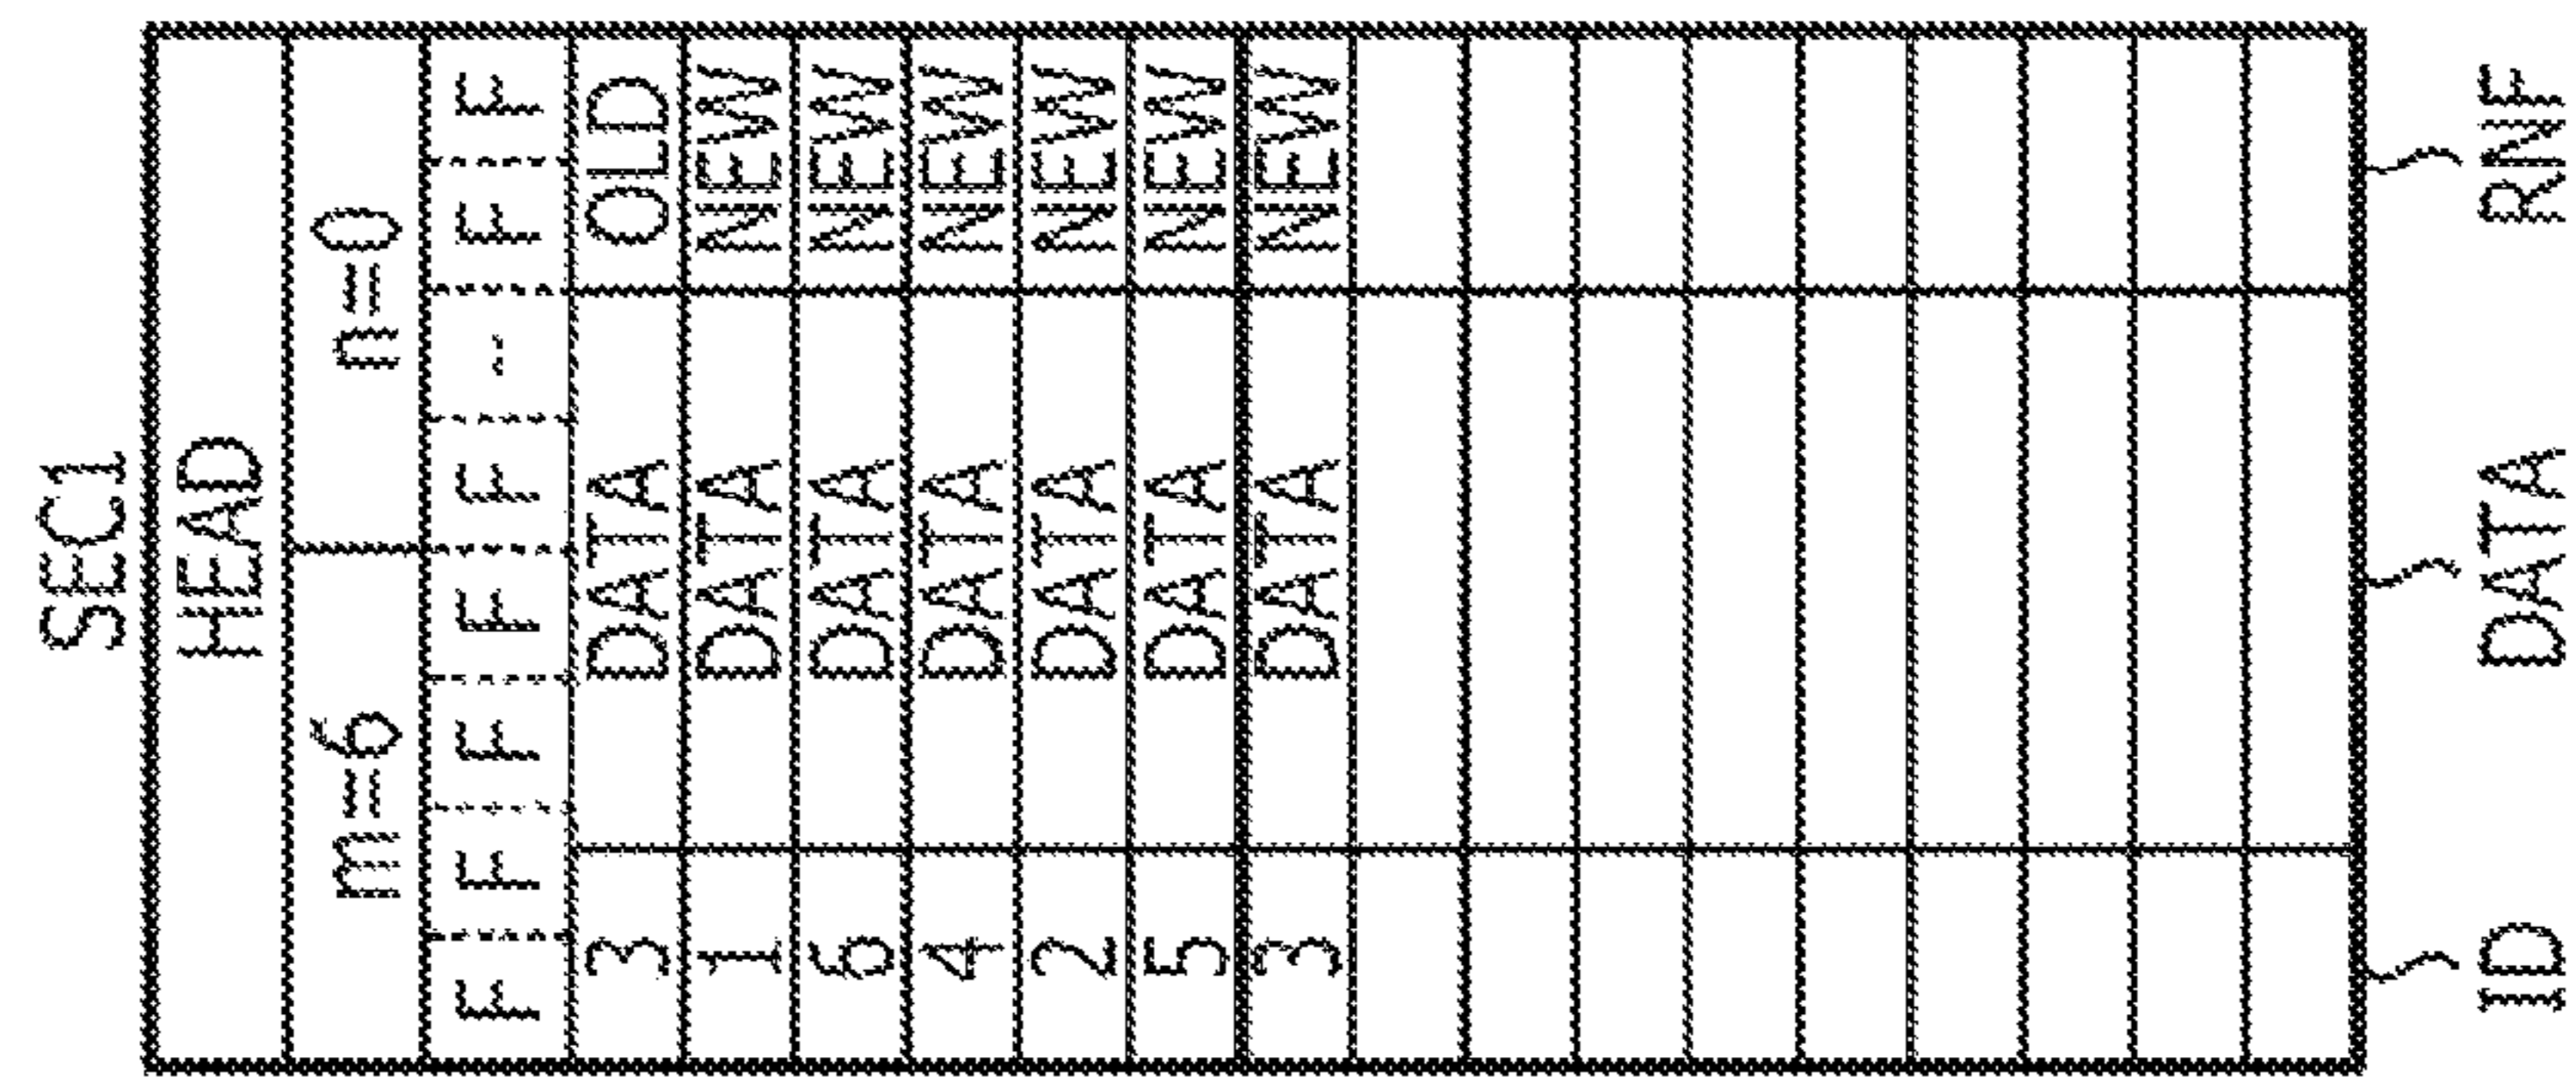 SEC1
HEAD
m=6 n=0
F F F F F -- F F
3 DATA OLD
1 DATA NEW
6 DATA NEW
4 DATA NEW
2 DATA NEW
5 DATA NEW
3 DATA NEW
ID DATA RNF